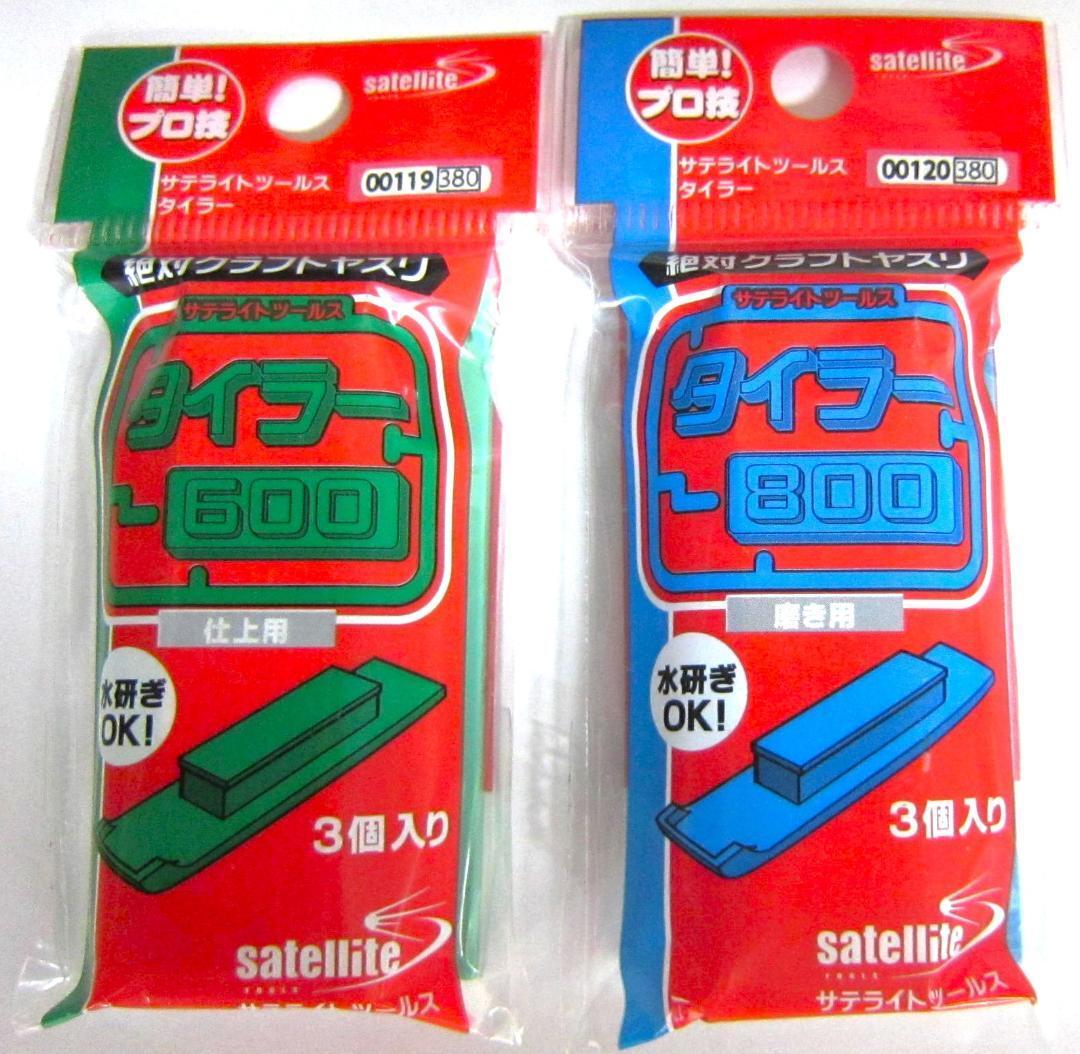 簡単!
プロ技
satellite
サテライトツールス
タイラー
00119 380
絶対クラフトヤスリ
サテライトツールス
タイラー
600
仕上用
水研ぎ
OK!
3個入り
satellite
TOOLS
サテライトツールス
簡単!
プロ技
satellite
サテライトツールス
タイラー
00120 380
絶対クラフトヤスリ
サテライトツールス
タイラー
800
磨き用
水研ぎ
OK!
3個入り
satellite
TOOLS
サテライトツールス